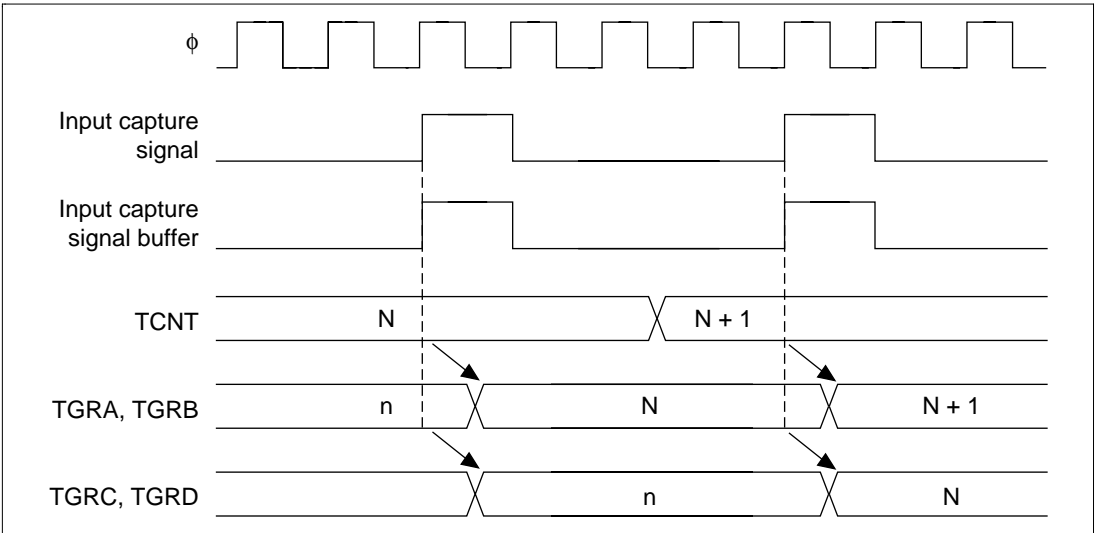 ϕ
Input capture
signal
Input capture
signal buffer
TCNT
N
N + 1
TGRA, TGRB
n
N
N + 1
TGRC, TGRD
n
N